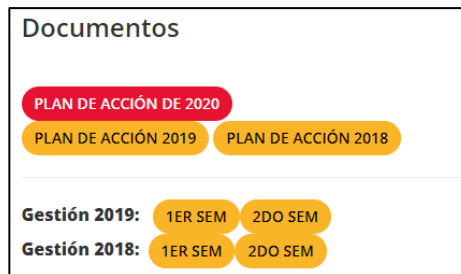 Documentos
PLAN DE ACCIÓN DE 2020
PLAN DE ACCIÓN 2019 PLAN DE ACCIÓN 2018
Gestión 2019: 1ER SEM 2DO SEM
Gestión 2018: 1ER SEM 2DO SEM